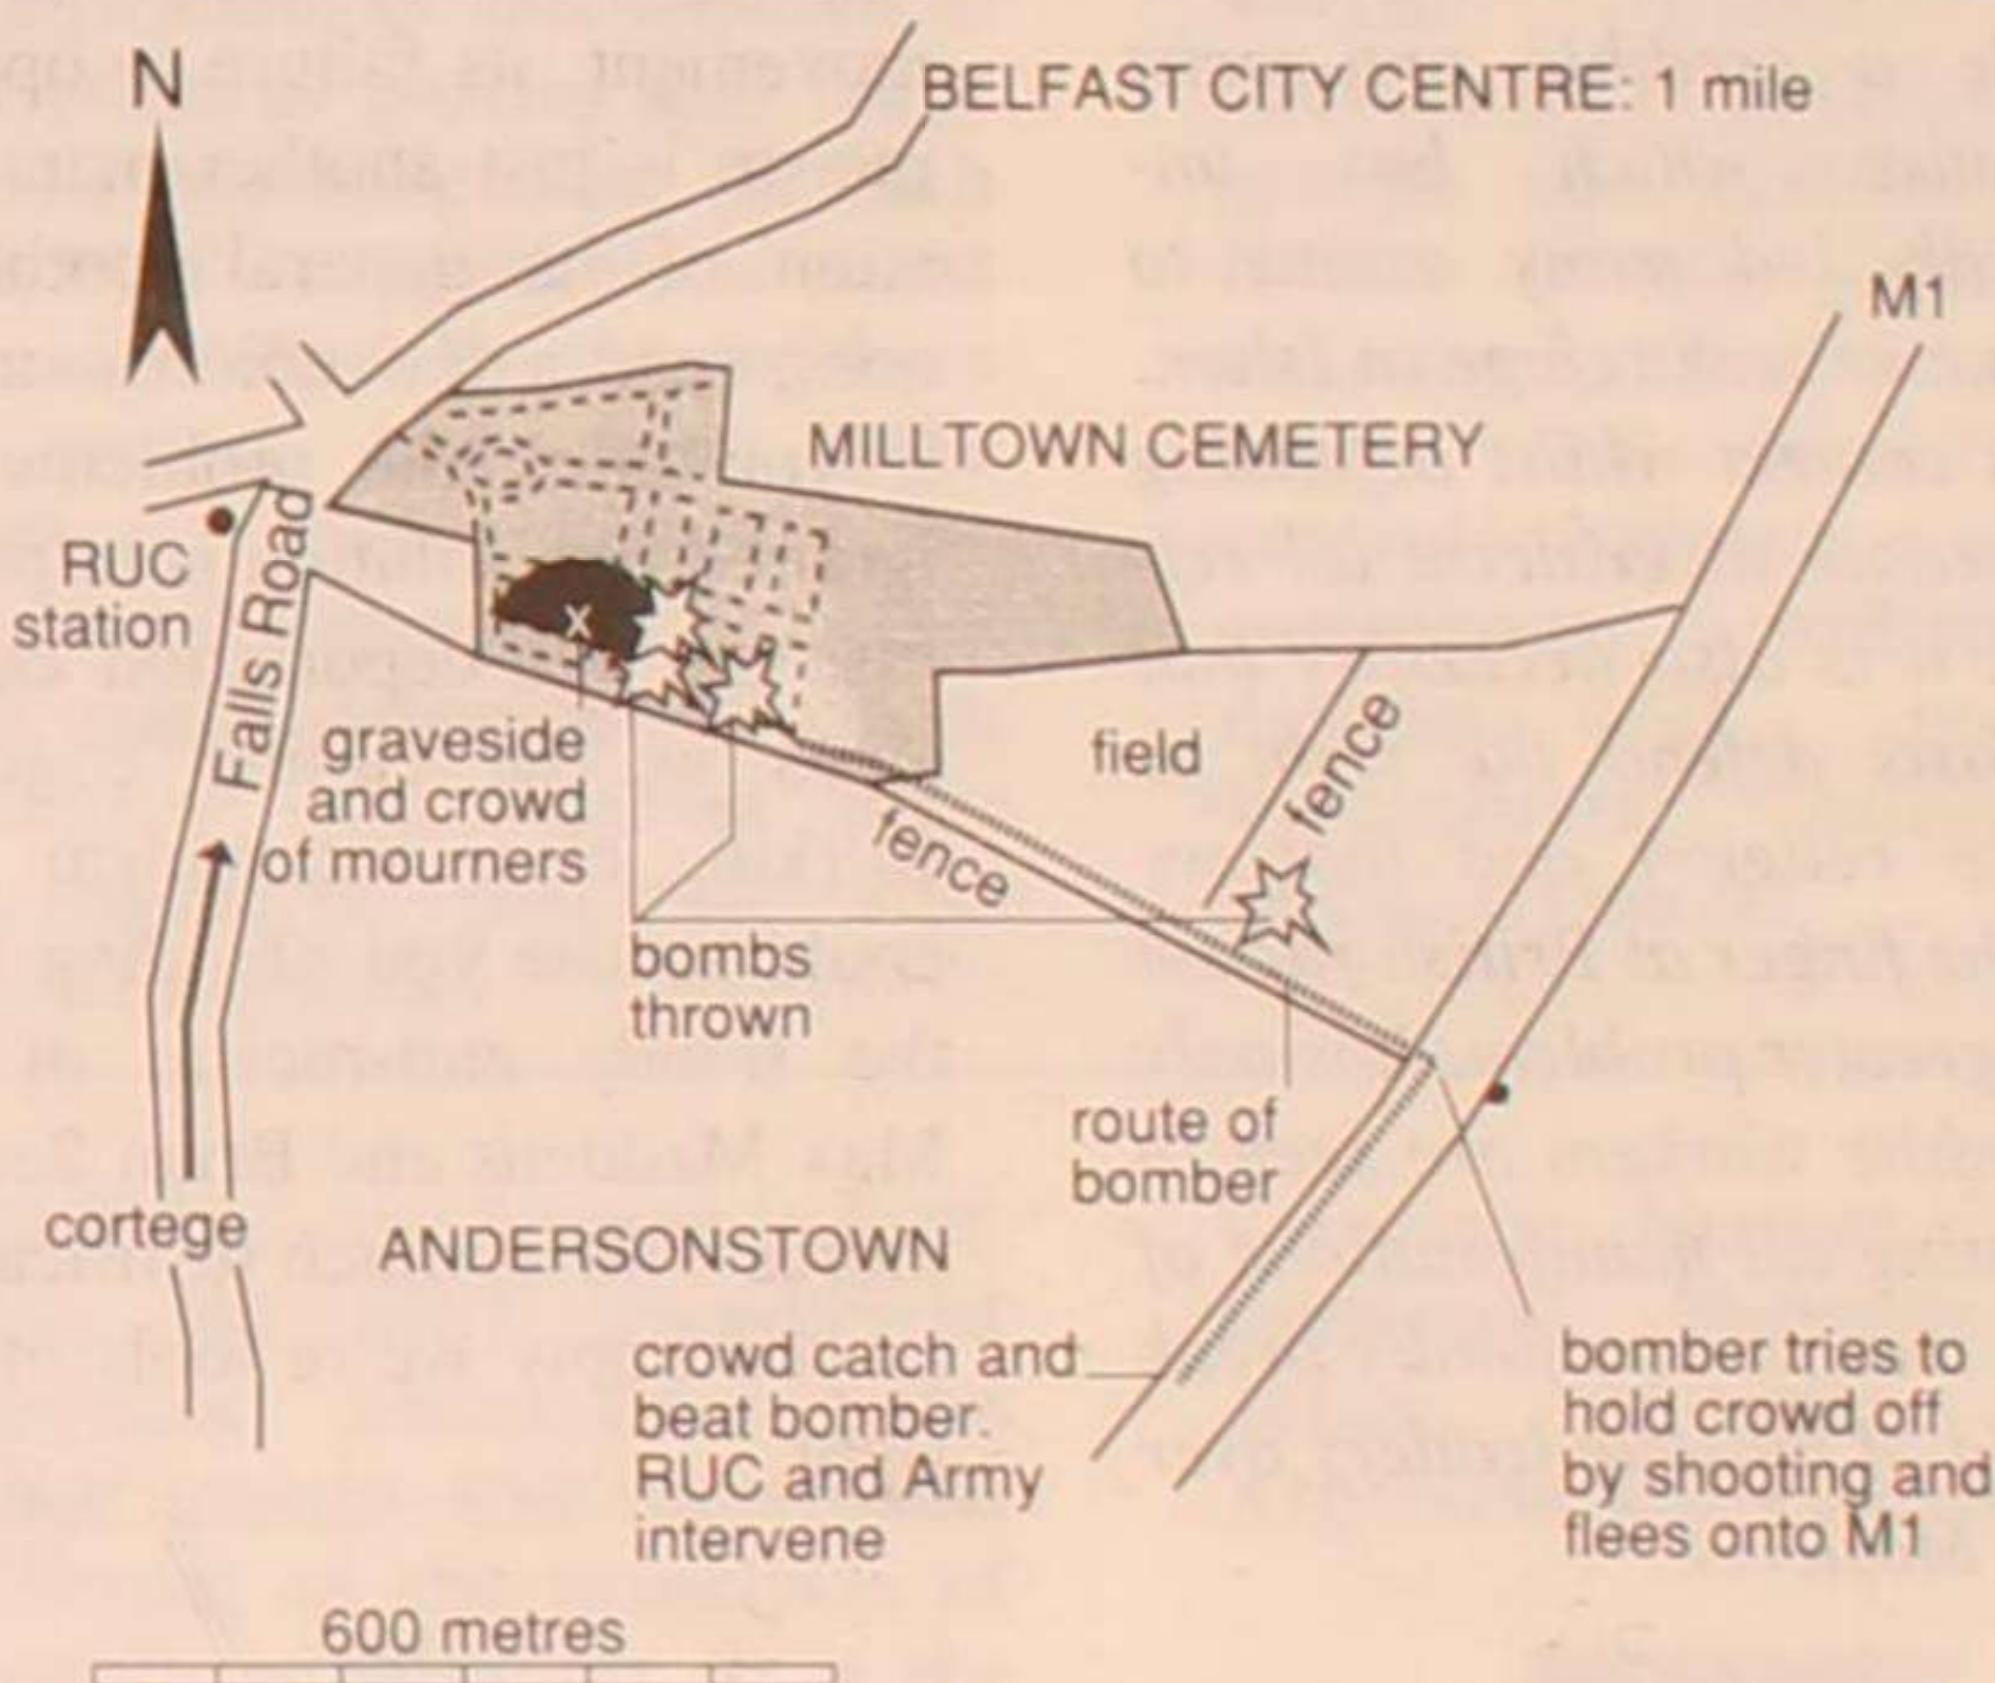 N
BELFAST CITY CENTRE: 1 mile
M1
MILLTOWN CEMETERY
RUC
station
Falls Road
x
graveside
and crowd
of mourners
field
fence
fence
bombs
thrown
route of
bomber
cortege
ANDERSONSTOWN
crowd catch and
beat bomber.
RUC and Army
intervene
bomber tries to
hold crowd off
by shooting and
flees onto M1
600 metres